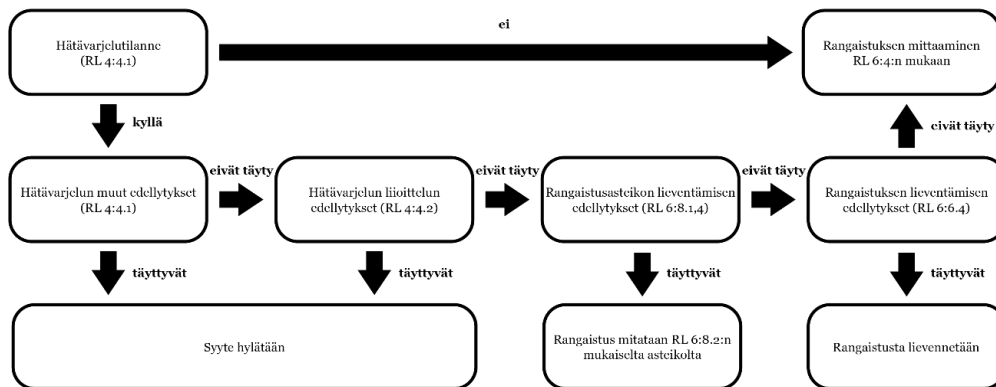 ei
Hätävarjelutilanne
(RL 4:4.1)
Rangaistuksen mittaaminen
RL 6:4:n mukaan
kyllä
eivät täyty
eivät täyty
eivät täyty
eivät täyty
Hätävarjelun muut edellytykset
(RL 4:4.1)
Hätävarjelun liioittelun
edellytykset (RL 4:4.2)
Rangaistusasteikon lieventämisen
edellytykset (RL 6:8.1,4)
Rangaistuksen lieventämisen
edellytykset (RL 6:6.4)
täyttyvät
täyttyvät
täyttyvät
täyttyvät
Syyte hylätään
Rangaistus mitataan RL 6:8.2:n
mukaiselta asteikolta
Rangaistusta lievennetään